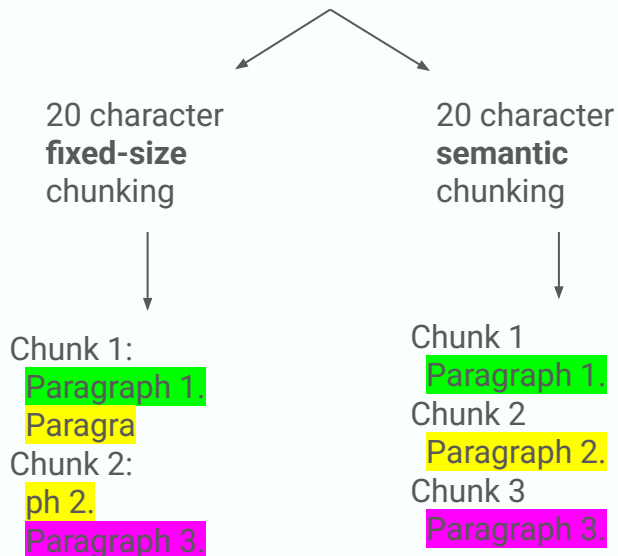 20 character
fixed-size
chunking
Chunk 1:
Paragraph 1.
Paragra
Chunk 2:
ph 2.
Paragraph 3.
20 character
semantic
chunking
Chunk 1
Paragraph 1.
Chunk 2
Paragraph 2.
Chunk 3
Paragraph 3.